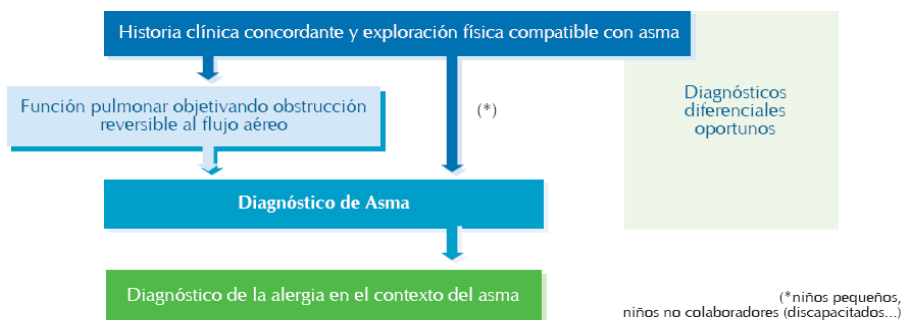 Historia clínica concordante y exploración física compatible con asma
Función pulmonar objetivando obstrucción
reversible al flujo aéreo
(*)
Diagnósticos
diferenciales
oportunos
Diagnóstico de Asma
Diagnóstico de la alergia en el contexto del asma
(*niños pequeños,
niños no colaboradores (discapacitados...)